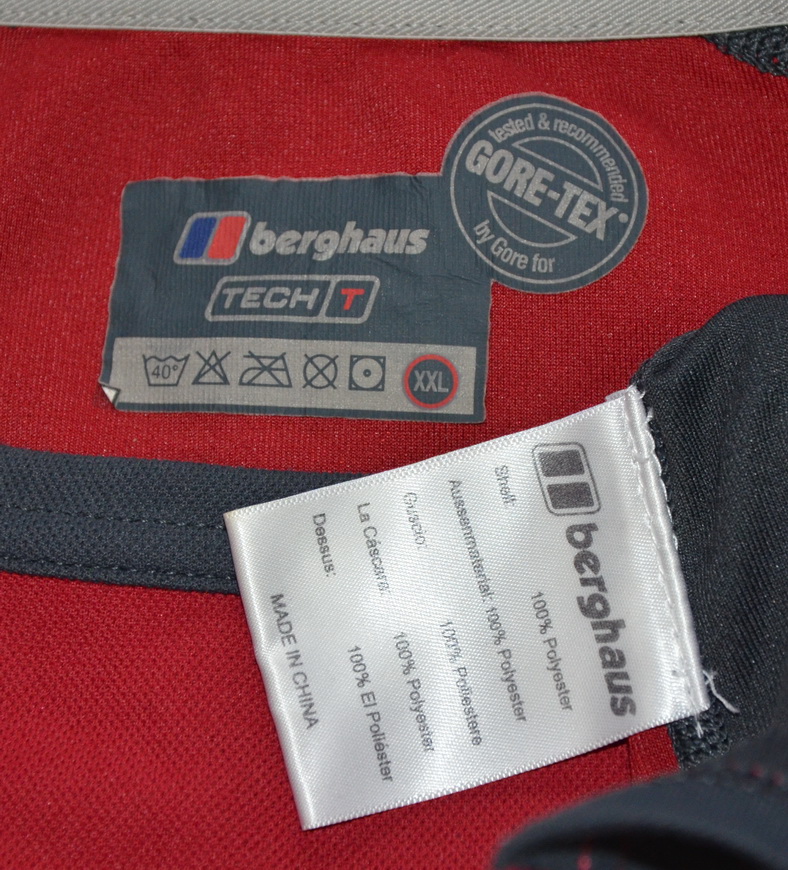 tested & recommended
GORE-TEX®
by Gore for
berghaus
TECH T
40°
XXL
berghaus
Shell: 100% Polyester
Aussenmaterial: 100% Polyester
Guscio: 100% Poliestere
La Cáscara: 100% Polyester
Dessus: 100% El Poliéster
MADE IN CHINA